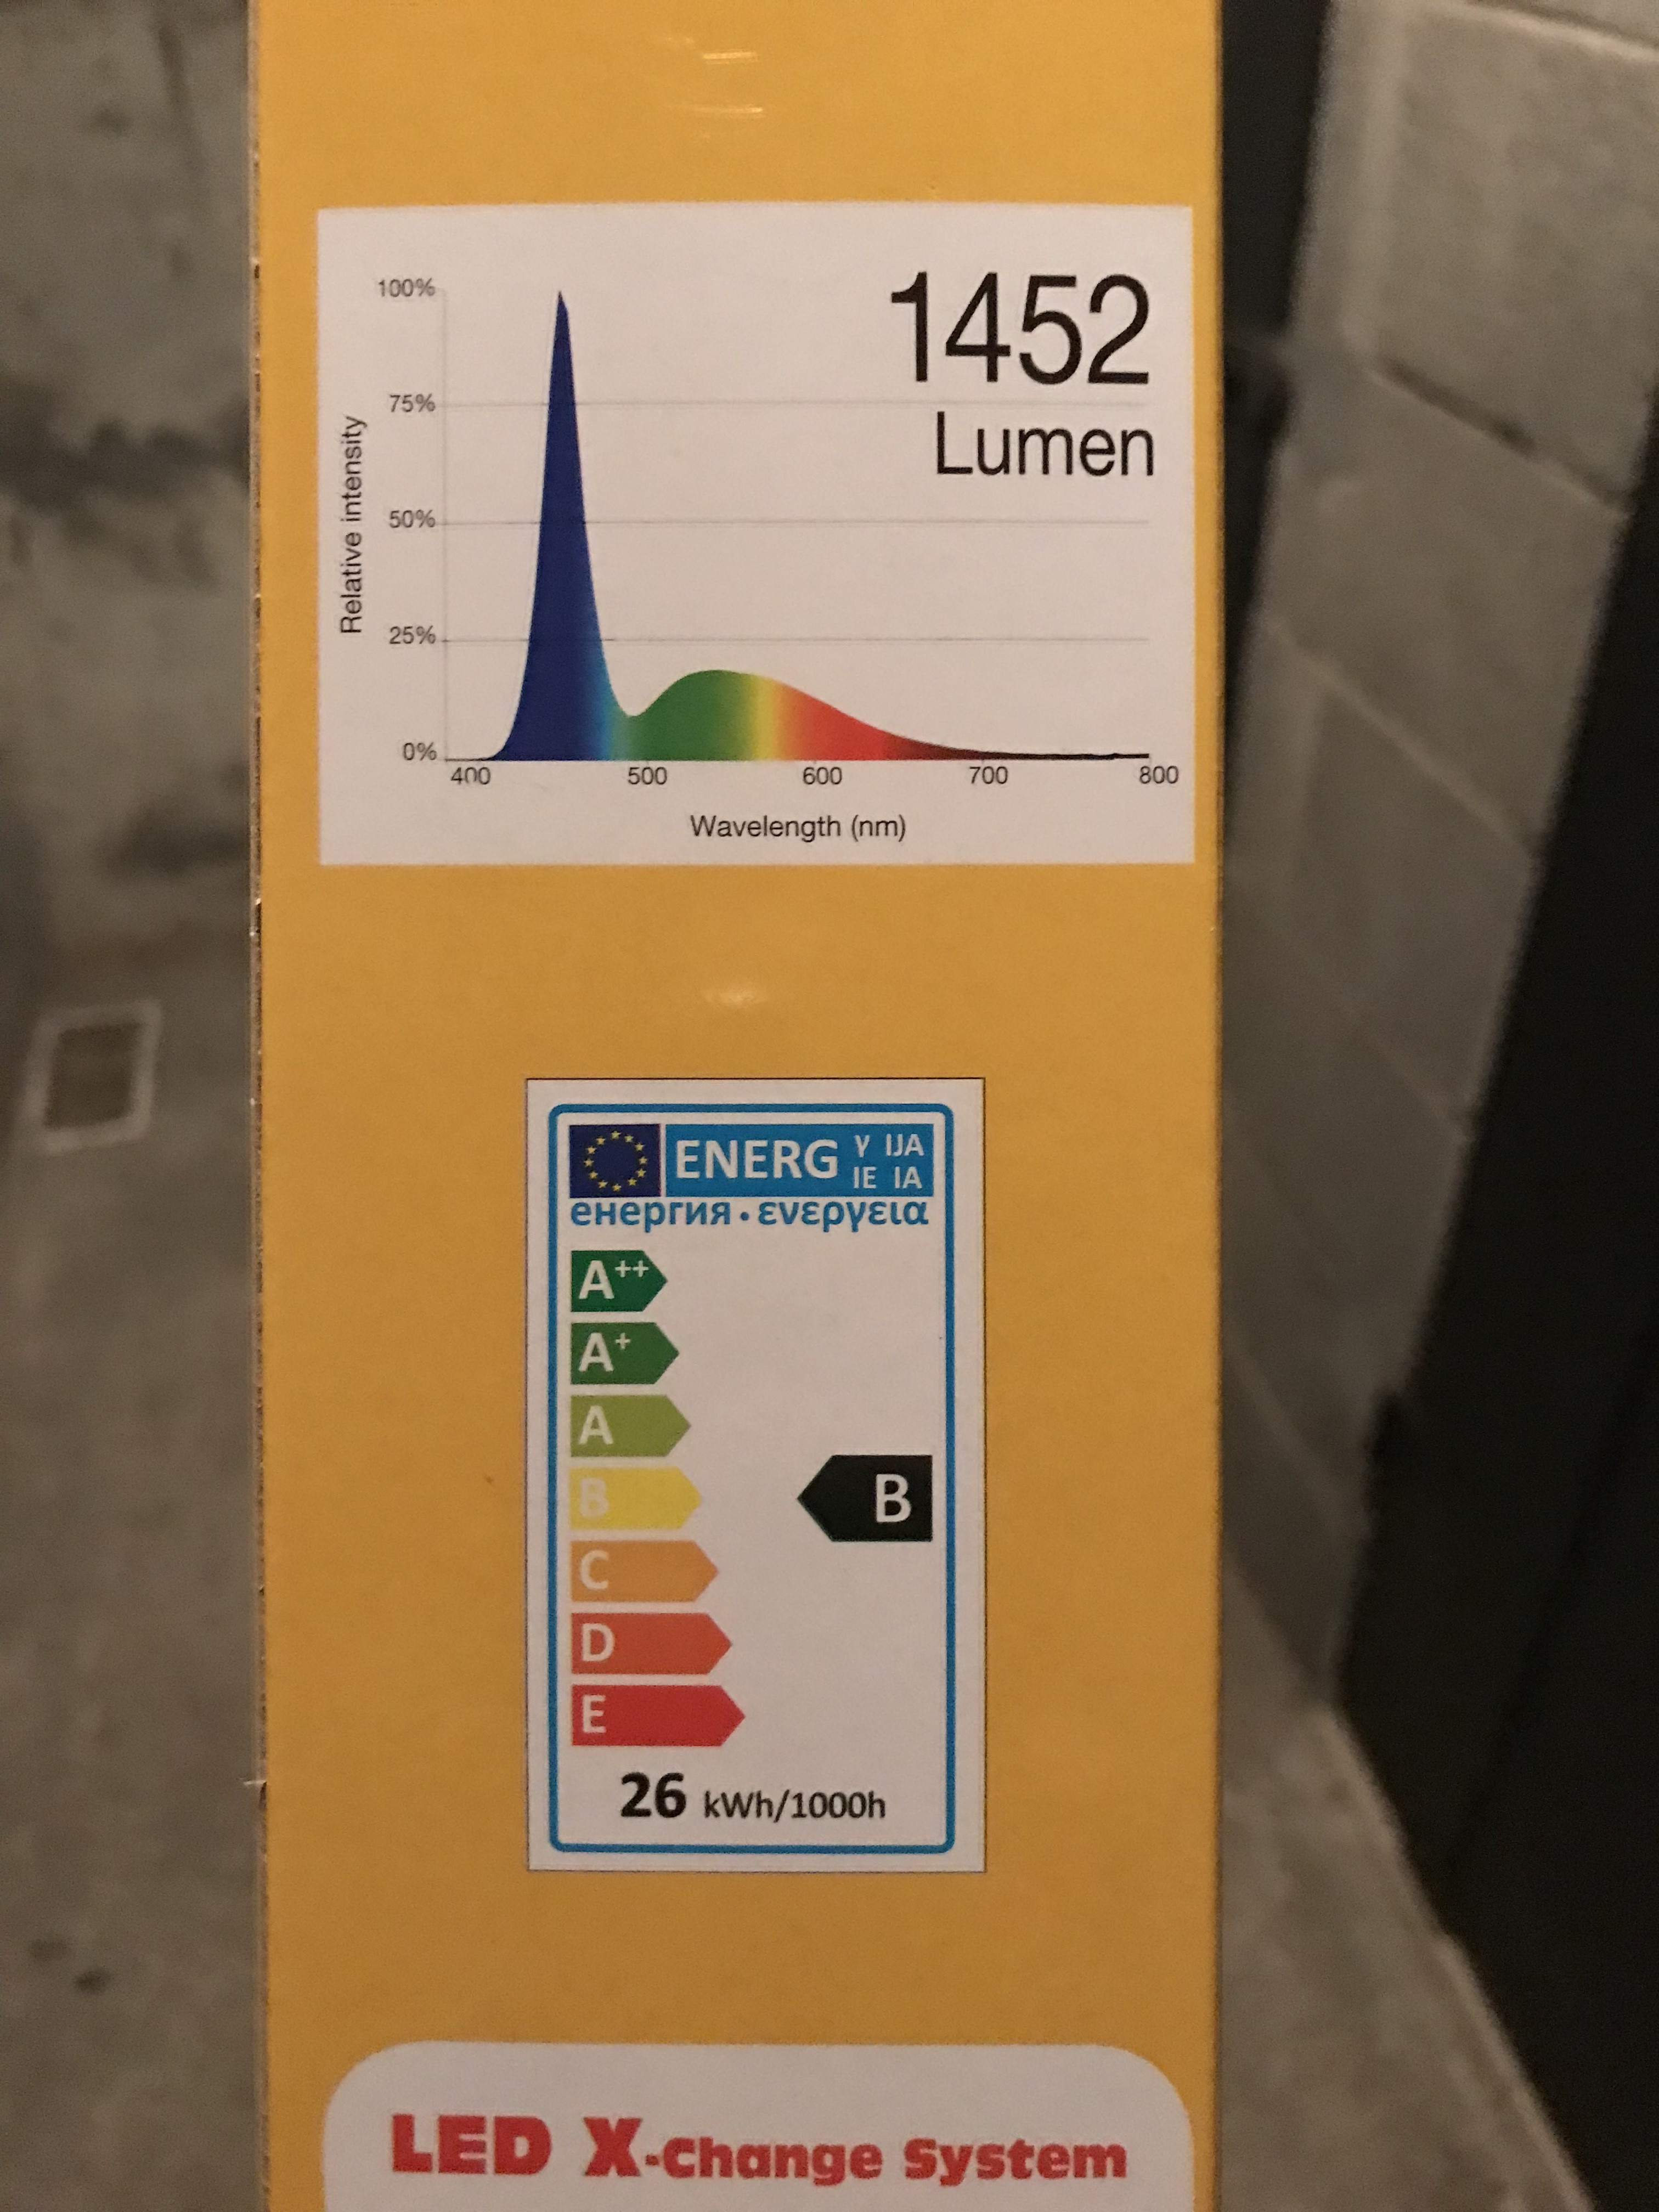 1452
Lumen
100%
75%
50%
25%
0%
Relative intensity
400 500 600 700 800
Wavelength (nm)
ENERG Y IJA
IE IA
енергия · ενεργεια
A++
A+
A
B
B
C
D
E
26 kWh/1000h
LED X-Change System